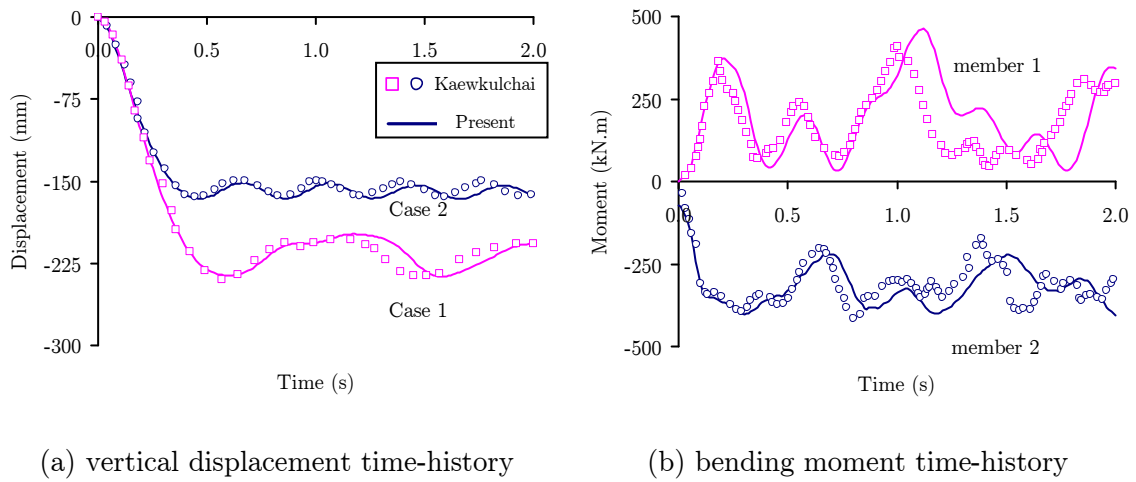 0
0.0 0.5 1.0 1.5 2.0
Kaewkulchai
Present
-75
-150
-225
-300
Displacement (mm)
Case 2
Case 1
Time (s)
500
250
0
-250
-500
Moment (kN.m)
member 1
0.0 0.5 1.0 1.5 2.0
member 2
Time (s)
(a) vertical displacement time-history
(b) bending moment time-history